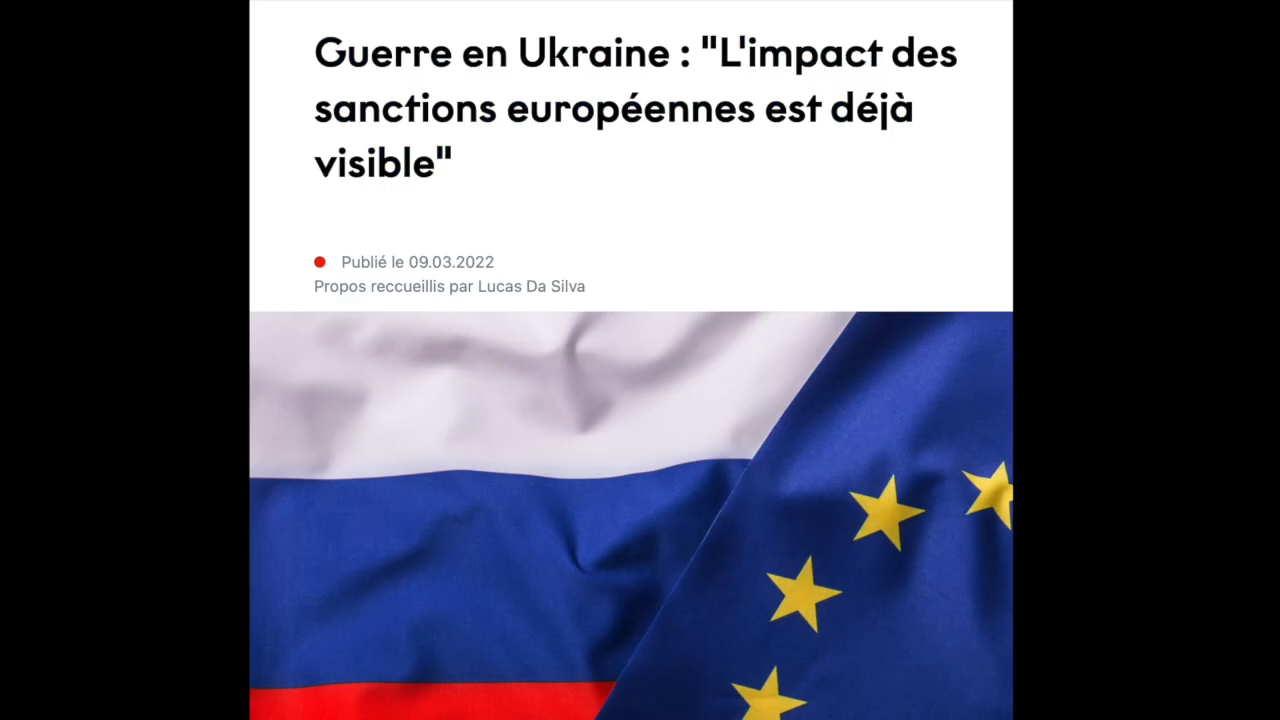 Guerre en Ukraine : "L'impact des
sanctions européennes est déjà
visible"
Publié le 09.03.2022
Propos reccueillis par Lucas Da Silva